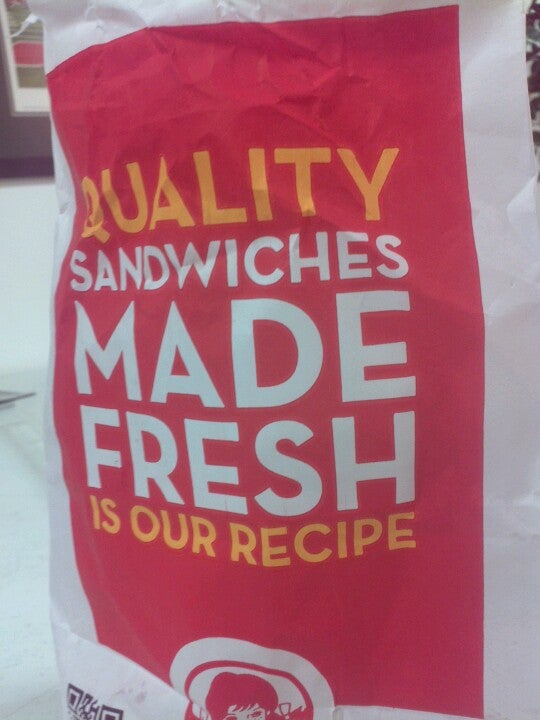 QUALITY
SANDWICHES
MADE
FRESH
IS OUR RECIPE